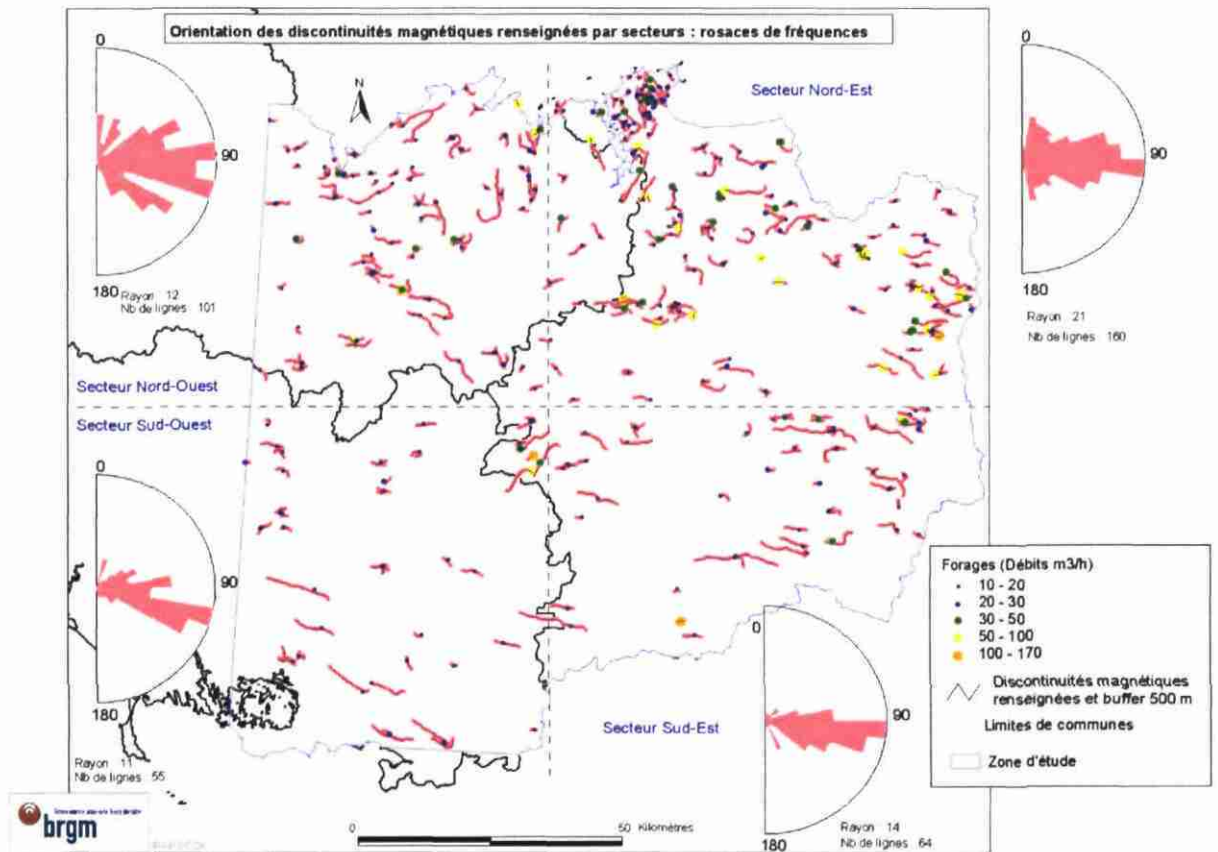 Orientation des discontinuités magnétiques renseignées par secteurs : rosaces de fréquences
0
90
180
Rayon 12
Nb de lignes 101
N
Secteur Nord-Est
0
90
180
Rayon 21
Nb de lignes 160
Secteur Nord-Ouest
Secteur Sud-Ouest
0
90
180
Rayon 11
Nb de lignes 55
Secteur Sud-Est
0
90
180
Rayon 14
Nb de lignes 64
Forages (Débits m3/h)
10 - 20
20 - 30
30 - 50
50 - 100
100 - 170
Discontinuités magnétiques
renseignées et buffer 500 m
Limites de communes
Zone d'étude
brgm
0
50 Kilomètres